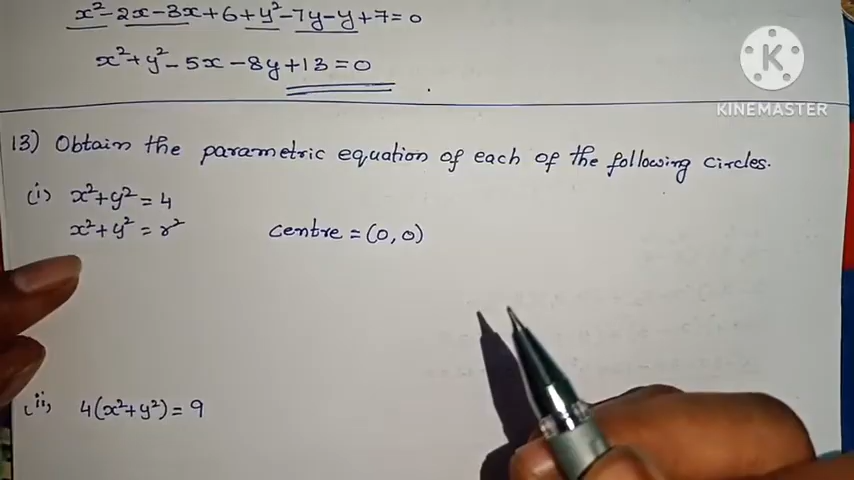 x²-2x-3x+6+y²-7y-y+7=0
x²+y²-5x-8y+13=0
K
KINEMASTER
13) Obtain the parametric equation of each of the following circles.
(i) x²+y²=4
x²+y²=r² centre=(0,0)
(ii, 4(x²+y²)=9